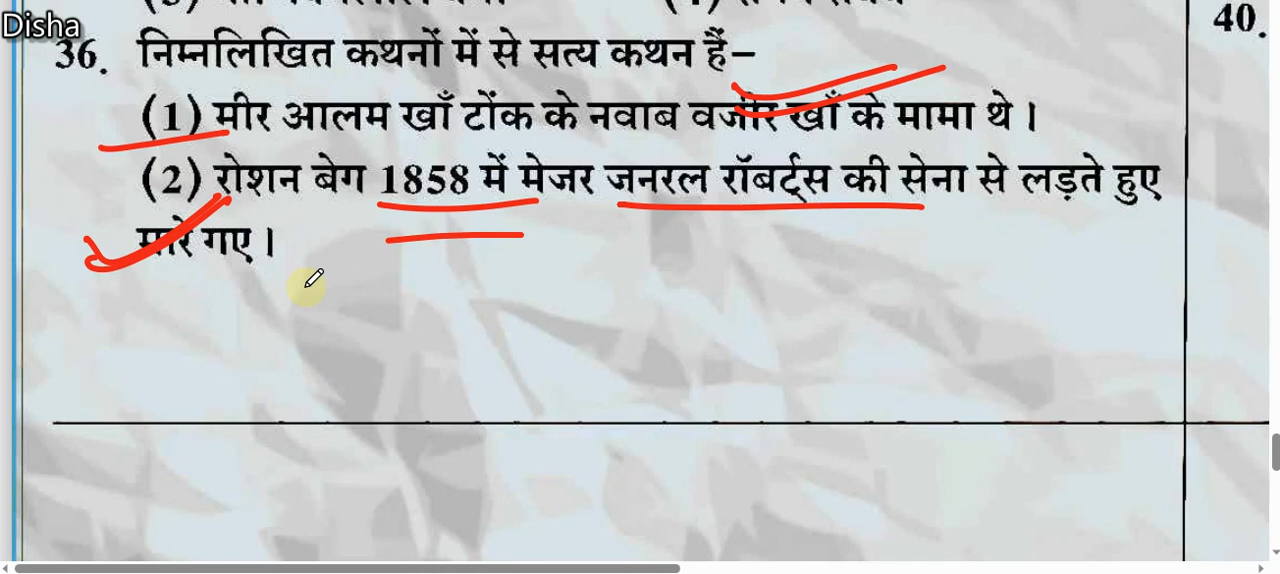 Disha
40.
36. निम्नलिखित कथनों में से सत्य कथन हैं–
(1) मीर आलम खाँ टोंक के नवाब वजीर खाँ के मामा थे।
(2) रोशन बेग 1858 में मेजर जनरल रॉबर्ट्स की सेना से लड़ते हुए
मारे गए।